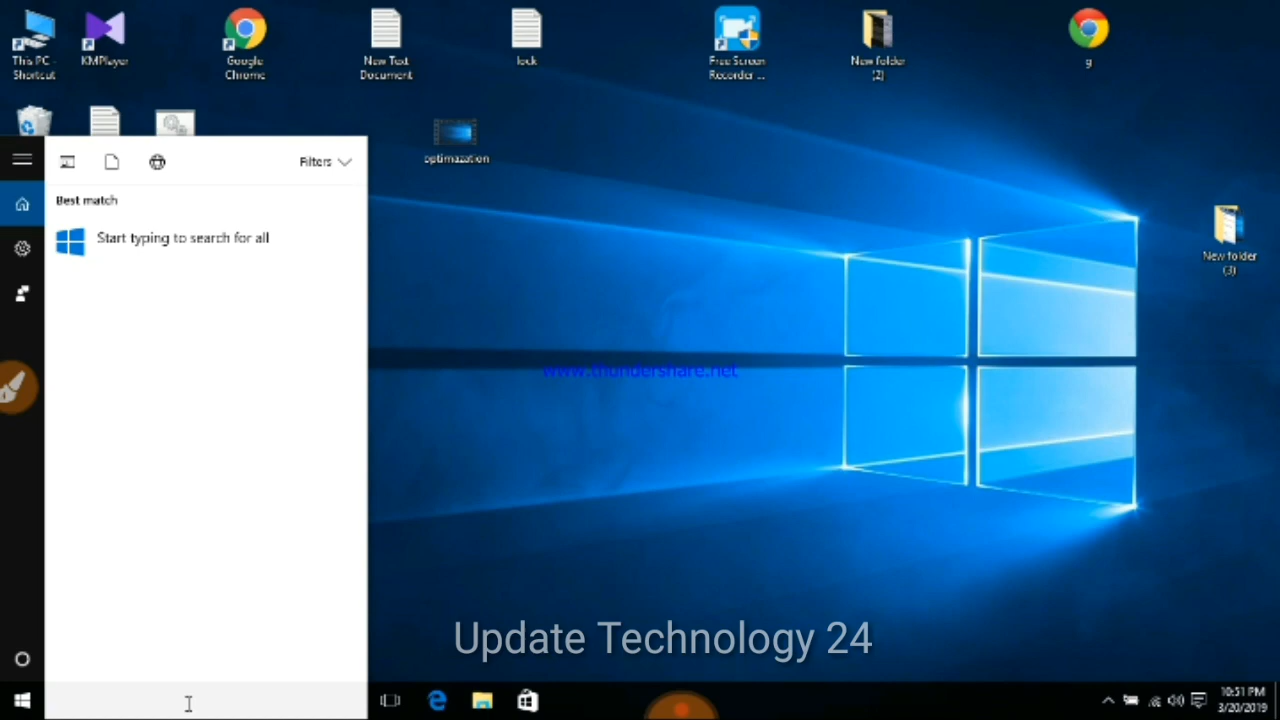 This PC -
Shortcut
KMPlayer
Google
Chrome
New Text
Document
lock
Free Screen
Recorder ...
New folder
(2)
g
optimazation
New folder
(3)
Filters
Best match
Start typing to search for all
www.thundershare.net
Update Technology 24
10:51 PM
3/20/2019